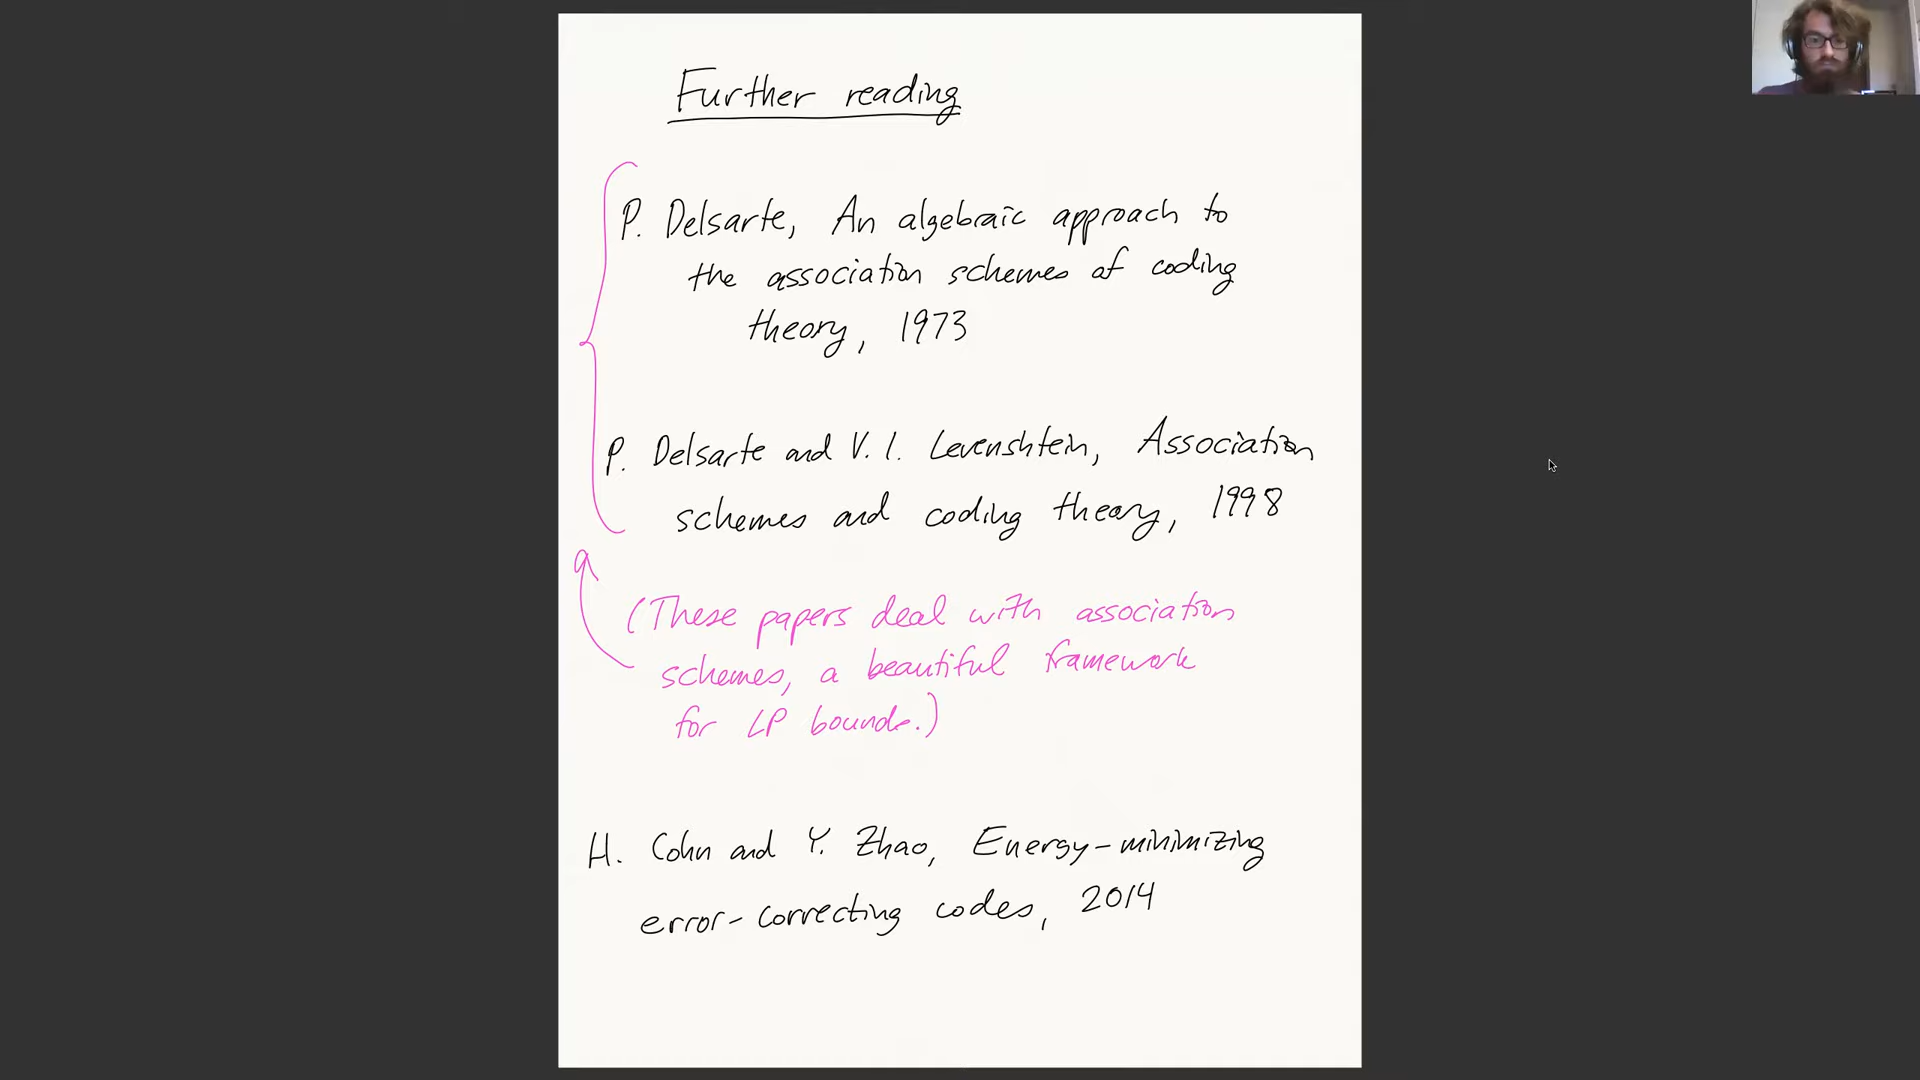 Further reading
P. Delsarte, An algebraic approach to
the association schemes of coding
theory, 1973
P. Delsarte and V. I. Levenshtein, Association
schemes and coding theory, 1998
(These papers deal with association
schemes, a beautiful framework
for LP bounds.)
H. Cohn and Y. Zhao, Energy-minimizing
error-correcting codes, 2014